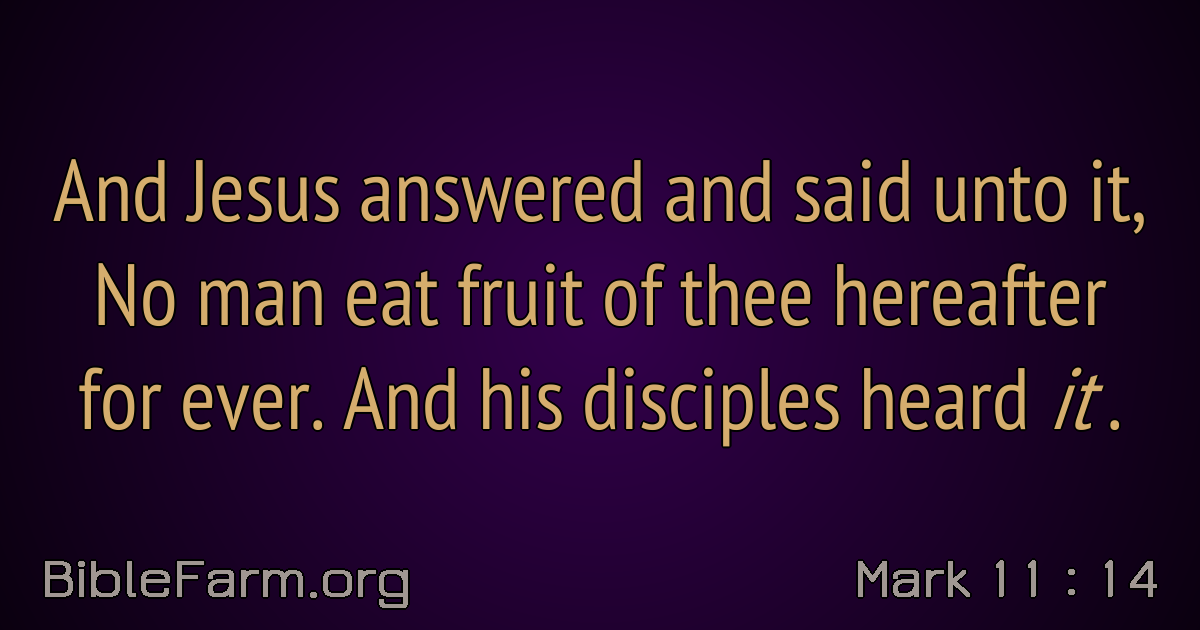 And Jesus answered and said unto it,
No man eat fruit of thee hereafter
for ever. And his disciples heard it .
BibleFarm.org
Mark 11 : 14